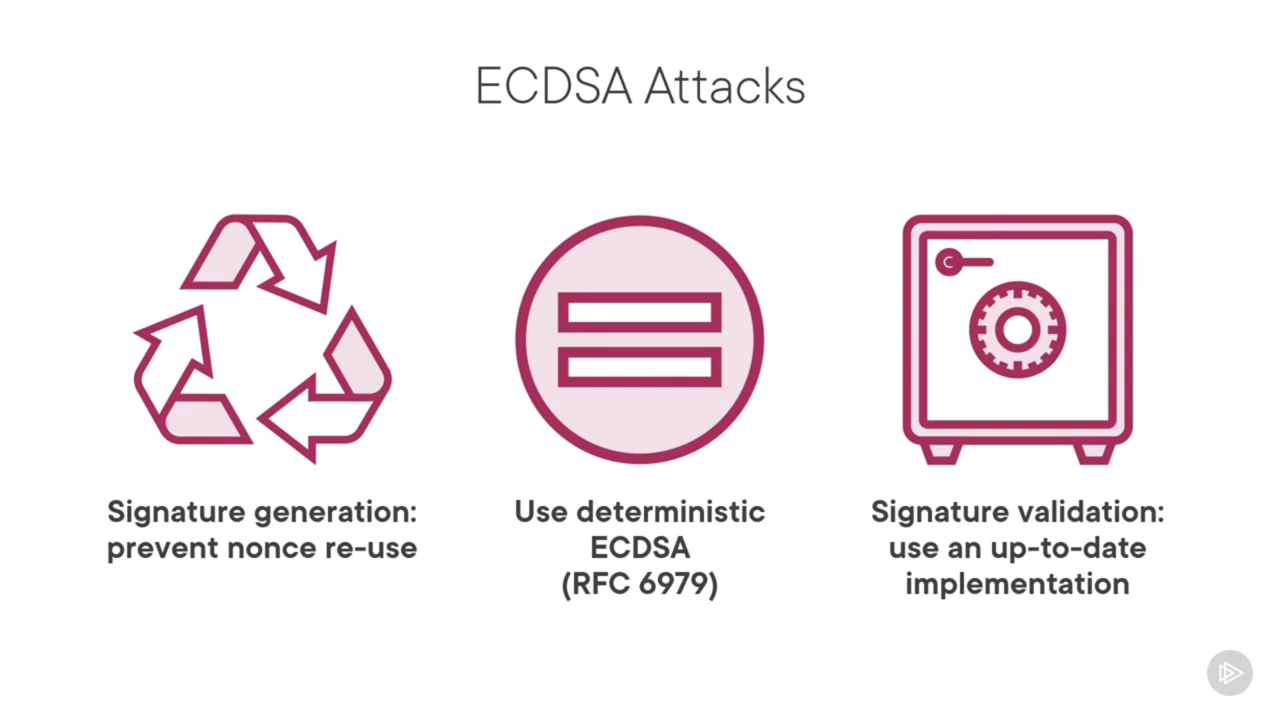 ECDSA Attacks
Signature generation:
prevent nonce re-use
Use deterministic
ECDSA
(RFC 6979)
Signature validation:
use an up-to-date
implementation